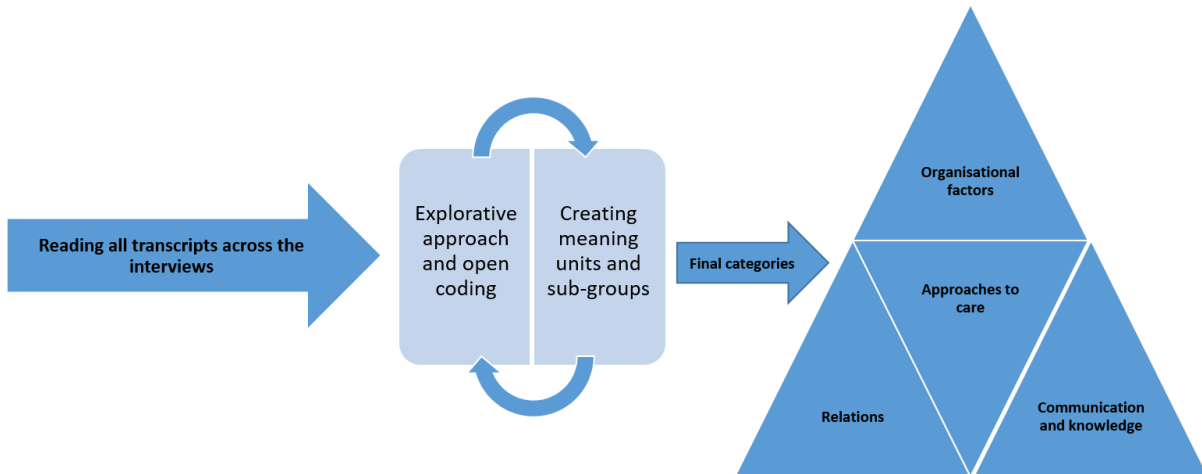 Reading all transcripts across the
interviews
Explorative
approach
and open
coding
Creating
meaning
units and
sub-groups
Final categories
Organisational
factors
Approaches to
care
Relations
Communication
and knowledge